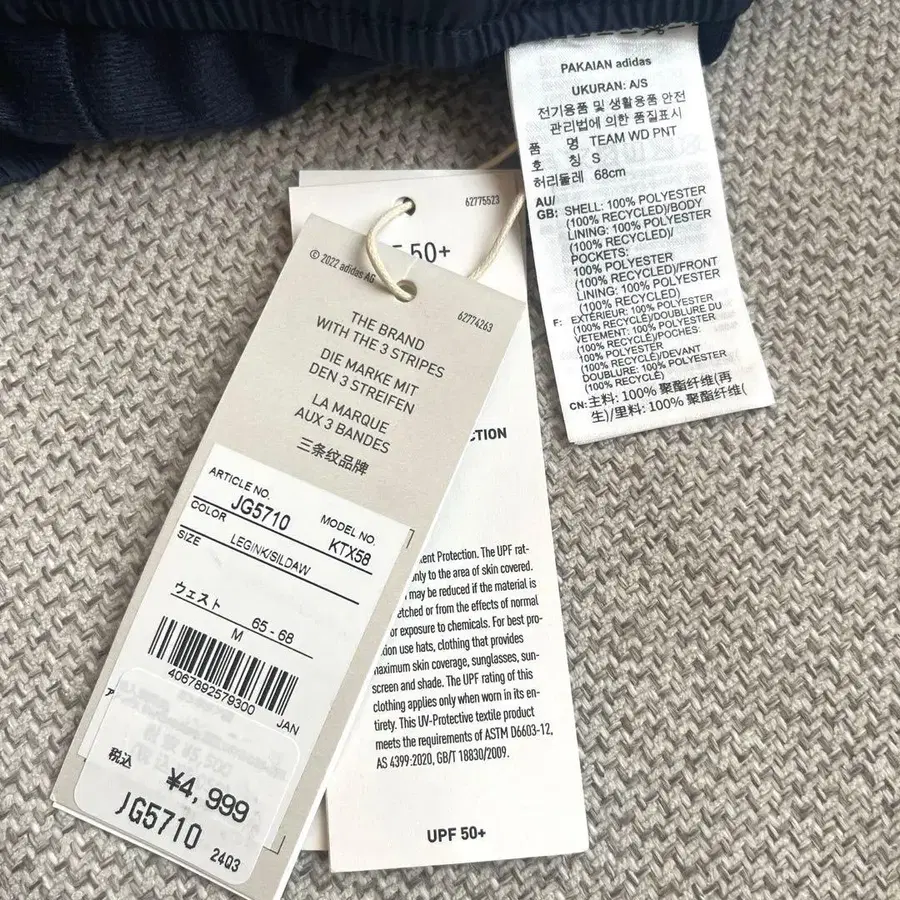 PAKAIAN adidas
UKURAN: A/S
전기용품 및 생활용품 안전
관리법에 의한 품질표시
품 명 TEAM WD PNT
호 칭 S
허리둘레 68cm
AU/
GB: SHELL: 100% POLYESTER
(100% RECYCLED)/BODY
LINING: 100% POLYESTER
(100% RECYCLED)/
POCKETS:
100% POLYESTER
(100% RECYCLED)/FRONT
LINING: 100% POLYESTER
(100% RECYCLED)
F: EXTÉRIEUR: 100% POLYESTER
(100% RECYCLÉ)/DOUBLURE DU
VETEMENT: 100% POLYESTER
(100% RECYCLÉ)/POCHES:
100% POLYESTER
(100% RECYCLÉ)/DEVANT
DOUBLURE: 100% POLYESTER
(100% RECYCLÉ)
CN: 主料: 100% 聚酯纤维(再
生)/里料: 100% 聚酯纤维(
62775523
50+
© 2022 adidas AG
62774263
THE BRAND
WITH THE 3 STRIPES
DIE MARKE MIT
DEN 3 STREIFEN
LA MARQUE
AUX 3 BANDES
三条纹品牌
ARTICLE NO.
JG5710
MODEL NO.
COLOR
KTX58
LEGINK/SILDAW
SIZE
ウェスト
65-68
M
4067892579300
JAN
税込
¥4,999
JG5710
24Q3
CTION
ent Protection. The UPF rat-
only to the area of skin covered.
may be reduced if the material is
etched or from the effects of normal
or exposure to chemicals. For best pro-
tion use hats, clothing that provides
maximum skin coverage, sunglasses, sun-
screen and shade. The UPF rating of this
clothing applies only when worn in its en-
tirety. This UV-Protective textile product
meets the requirements of ASTM D6603-12,
AS 4399:2020, GB/T 18830/2009.
UPF 50+